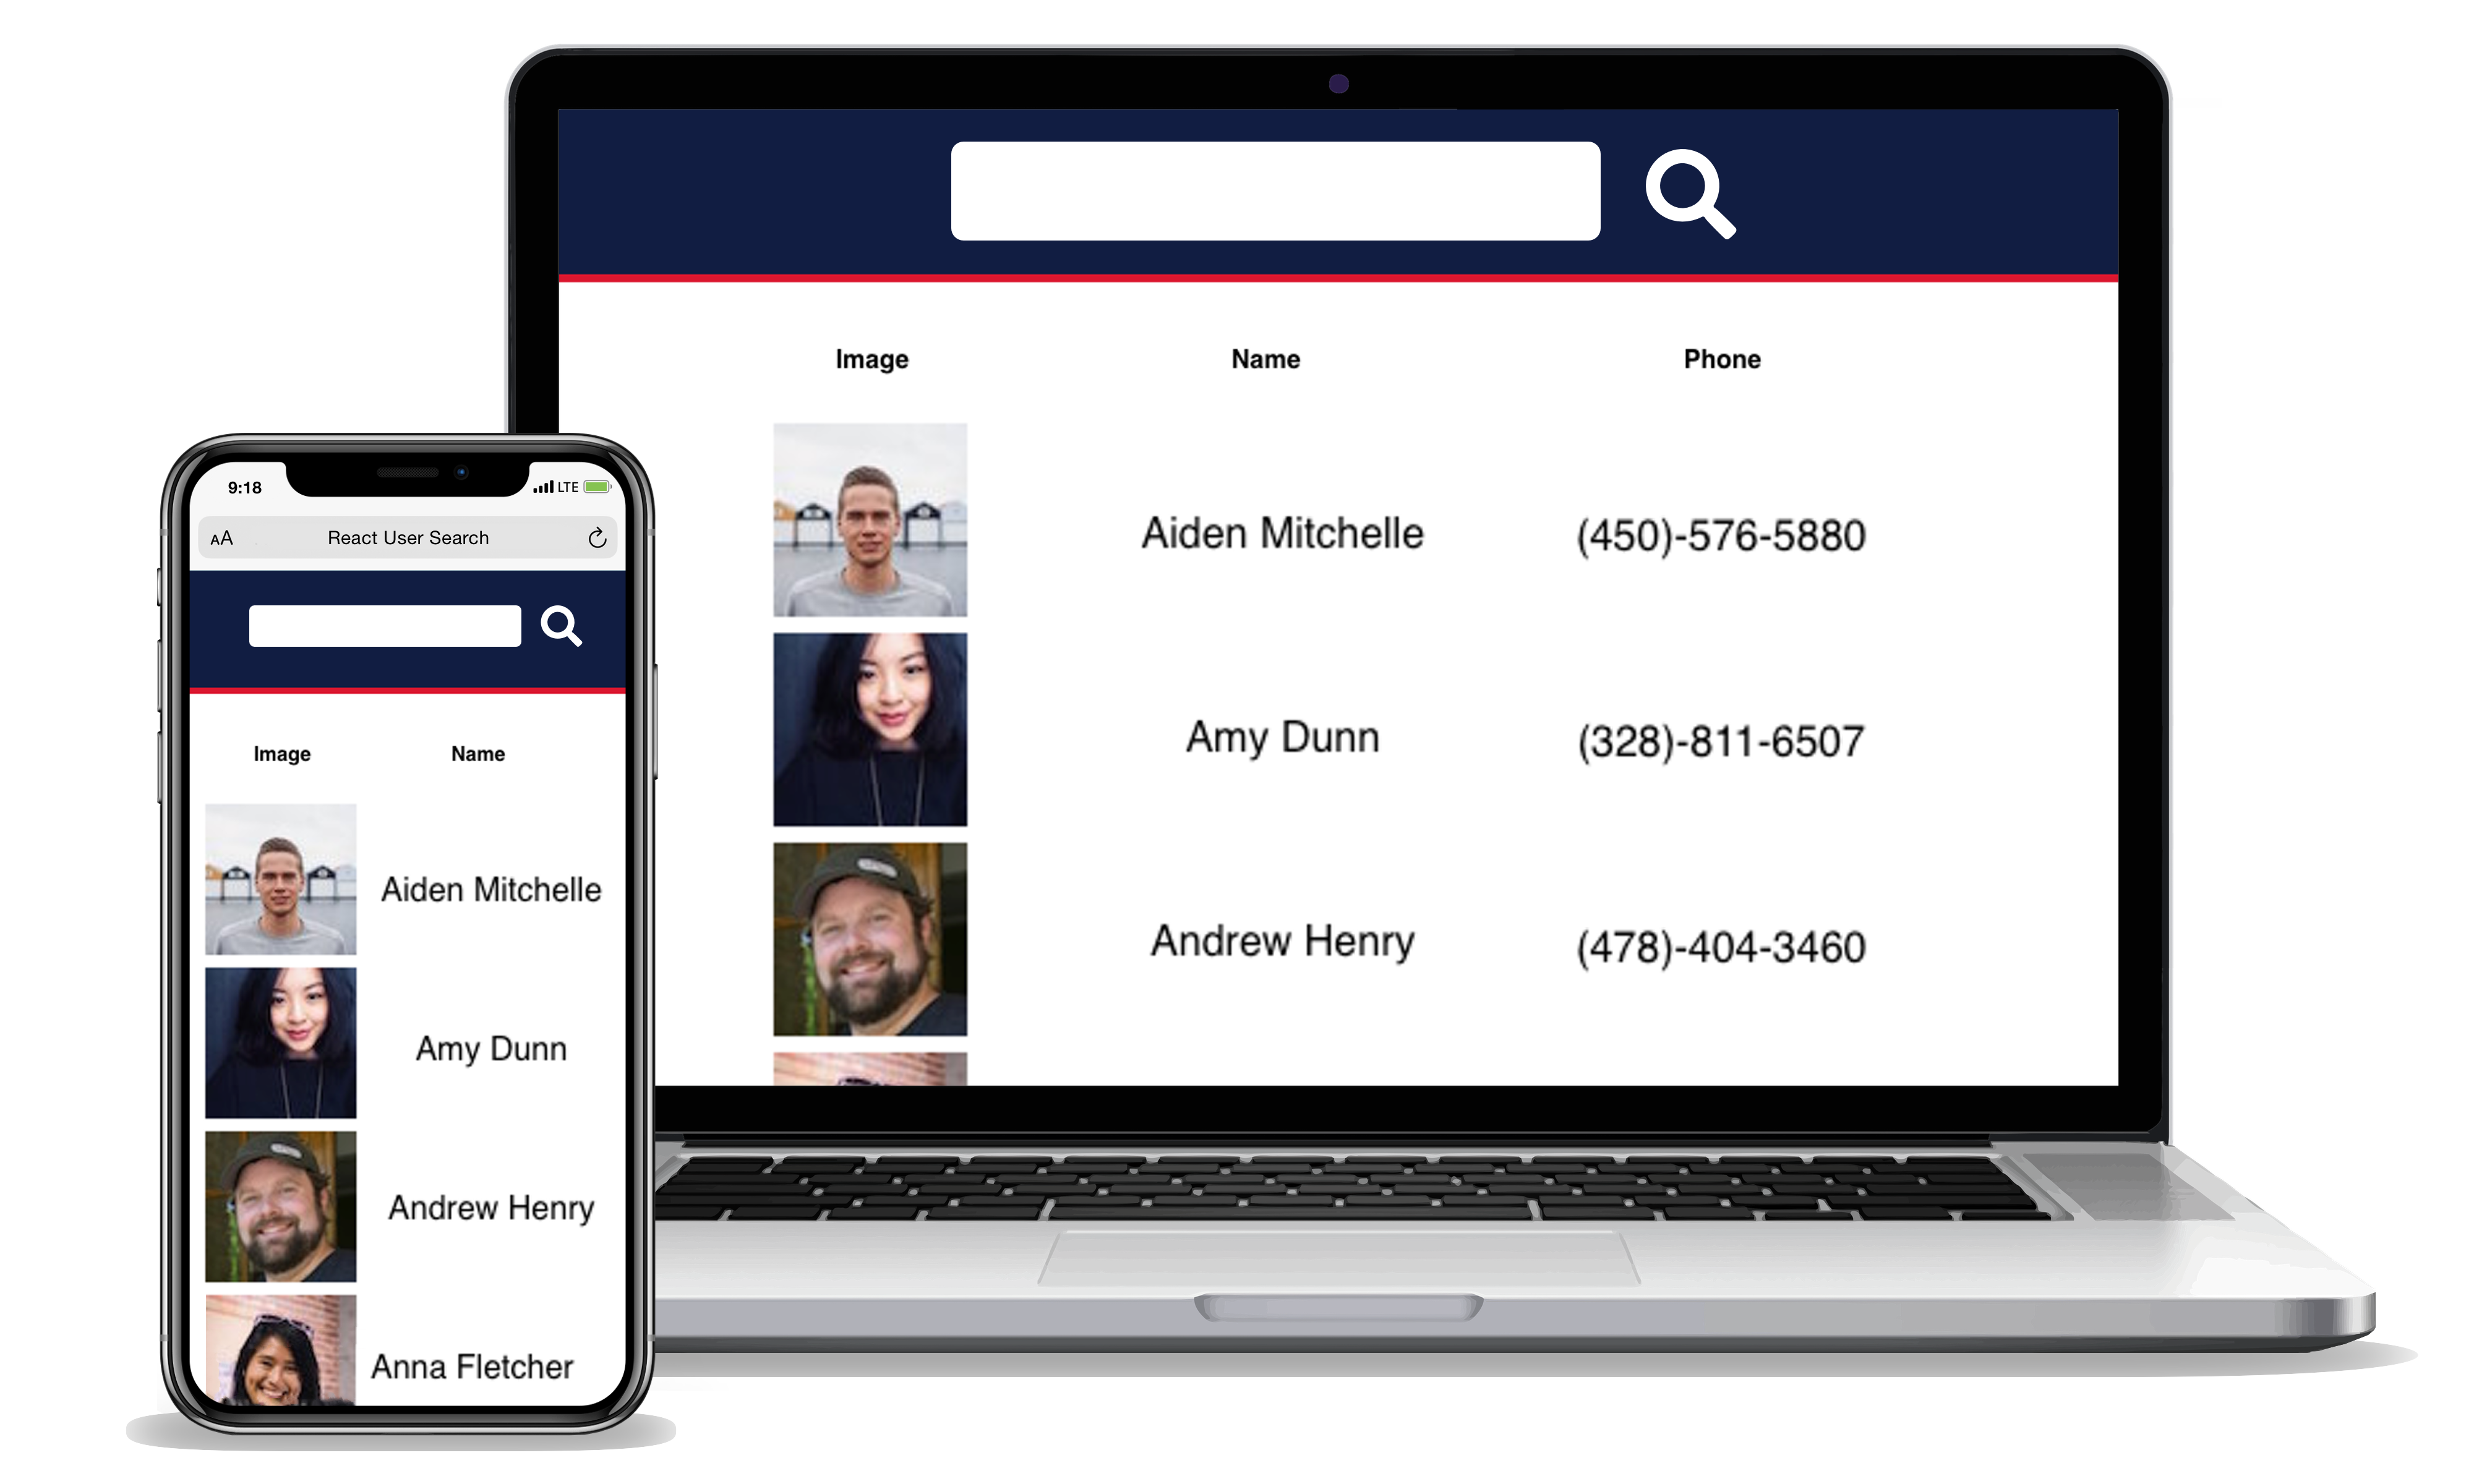 Image Name Phone
Aiden Mitchelle (450)-576-5880
Amy Dunn (328)-811-6507
Andrew Henry (478)-404-3460
9:18 LTE
AA React User Search
Image Name
Aiden Mitchelle
Amy Dunn
Andrew Henry
Anna Fletcher